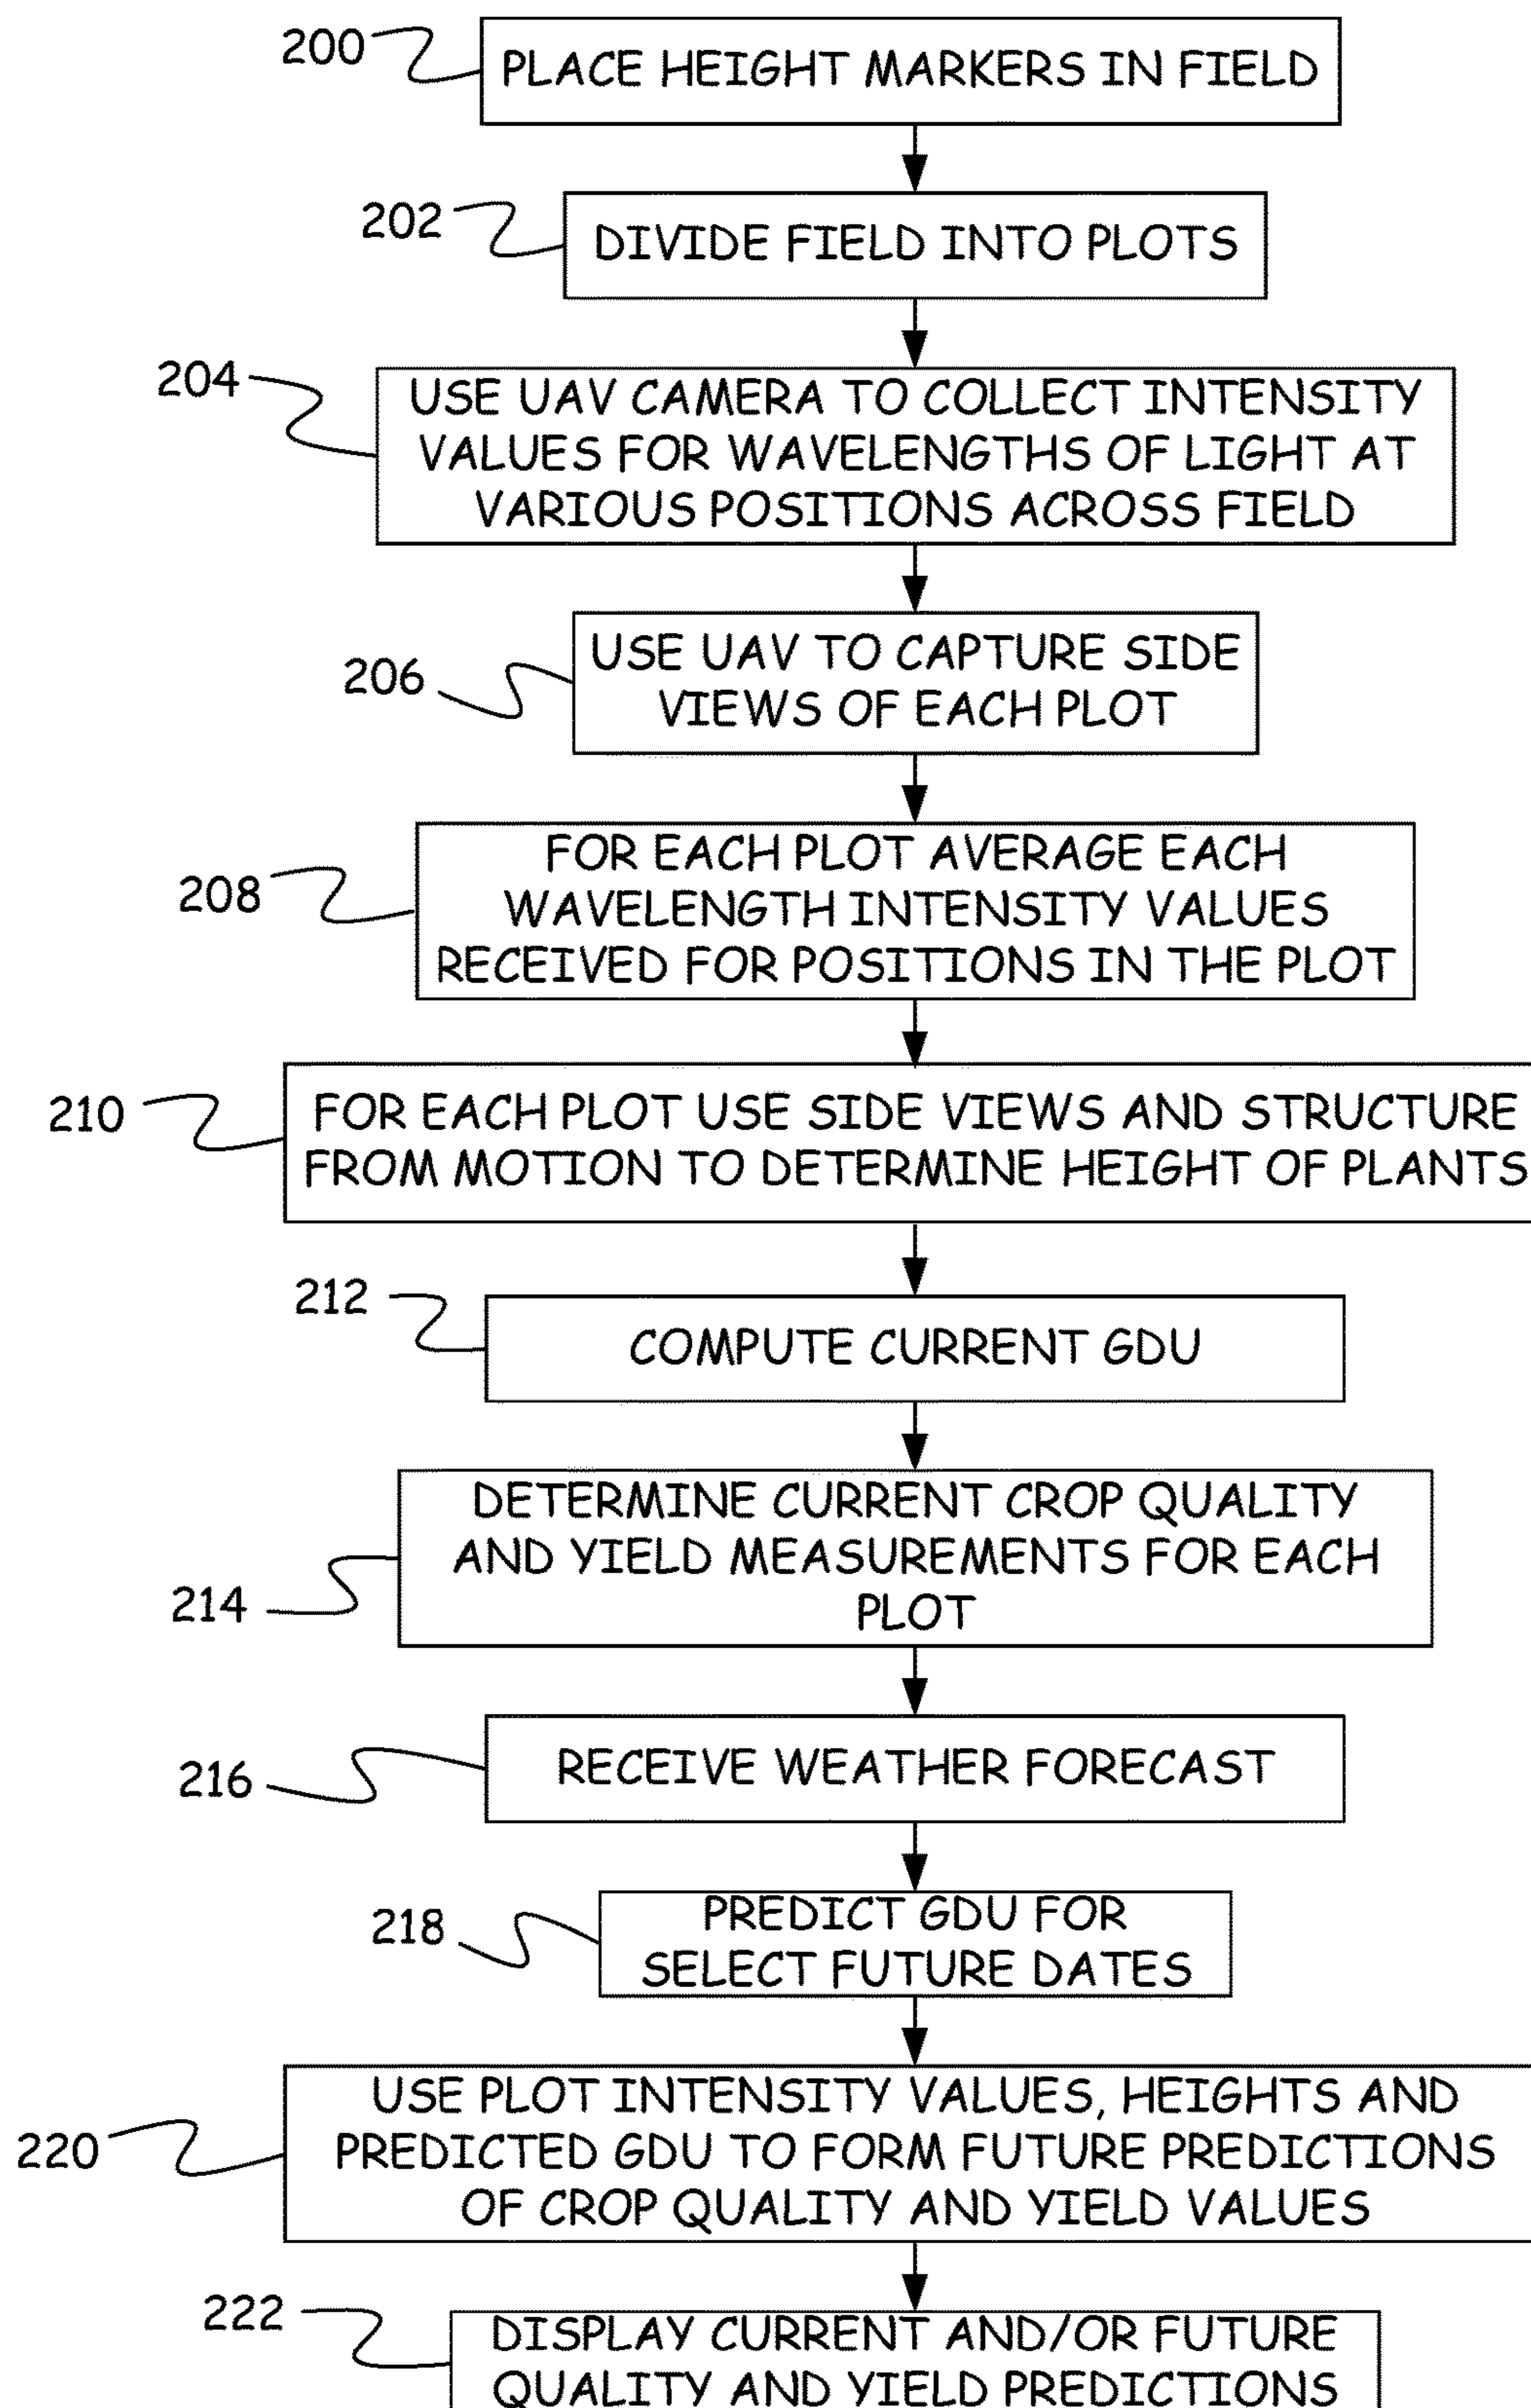 200
PLACE HEIGHT MARKERS IN FIELD
202
DIVIDE FIELD INTO PLOTS
204
USE UAV CAMERA TO COLLECT INTENSITY
VALUES FOR WAVELENGTHS OF LIGHT AT
VARIOUS POSITIONS ACROSS FIELD
206
USE UAV TO CAPTURE SIDE
VIEWS OF EACH PLOT
208
FOR EACH PLOT AVERAGE EACH
WAVELENGTH INTENSITY VALUES
RECEIVED FOR POSITIONS IN THE PLOT
210
FOR EACH PLOT USE SIDE VIEWS AND STRUCTURE
FROM MOTION TO DETERMINE HEIGHT OF PLANTS
212
COMPUTE CURRENT GDU
214
DETERMINE CURRENT CROP QUALITY
AND YIELD MEASUREMENTS FOR EACH
PLOT
216
RECEIVE WEATHER FORECAST
218
PREDICT GDU FOR
SELECT FUTURE DATES
220
USE PLOT INTENSITY VALUES, HEIGHTS AND
PREDICTED GDU TO FORM FUTURE PREDICTIONS
OF CROP QUALITY AND YIELD VALUES
222
DISPLAY CURRENT AND/OR FUTURE
QUALITY AND YIELD PREDICTIONS